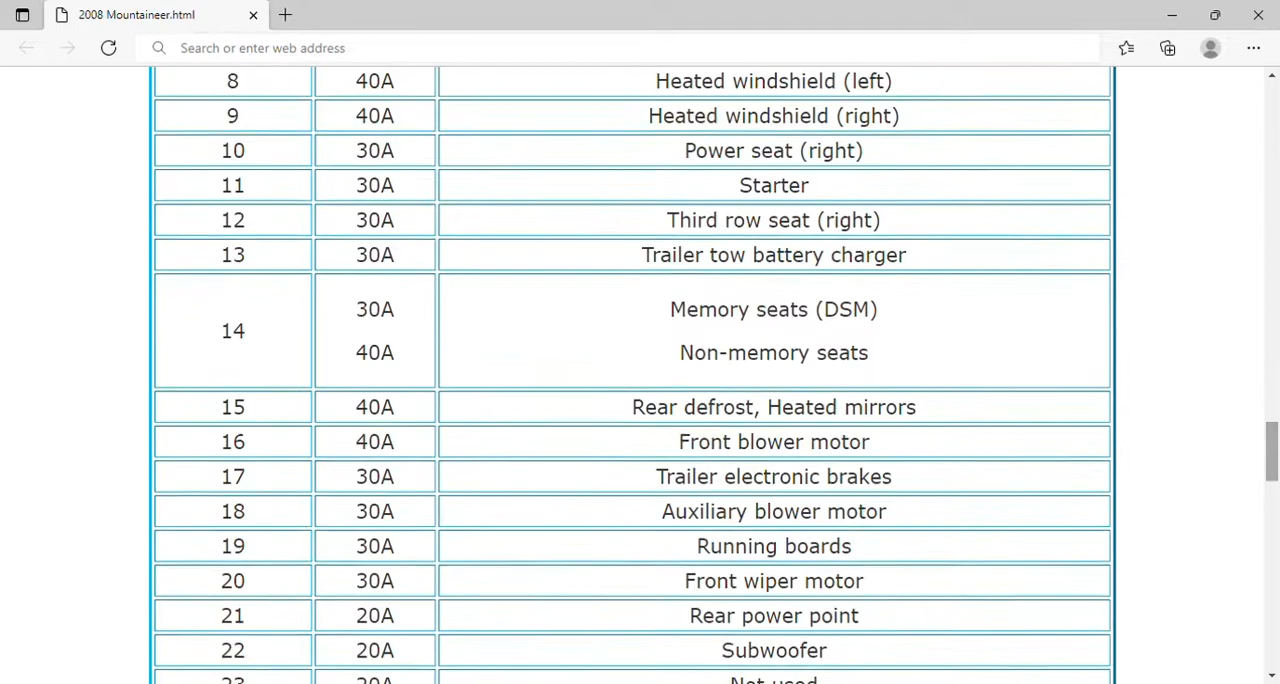 2008 Mountaineer.html
Search or enter web address
8 40A Heated windshield (left)
9 40A Heated windshield (right)
10 30A Power seat (right)
11 30A Starter
12 30A Third row seat (right)
13 30A Trailer tow battery charger
30A Memory seats (DSM)
14
40A Non-memory seats
15 40A Rear defrost, Heated mirrors
16 40A Front blower motor
17 30A Trailer electronic brakes
18 30A Auxiliary blower motor
19 30A Running boards
20 30A Front wiper motor
21 20A Rear power point
22 20A Subwoofer
23 20A Not used